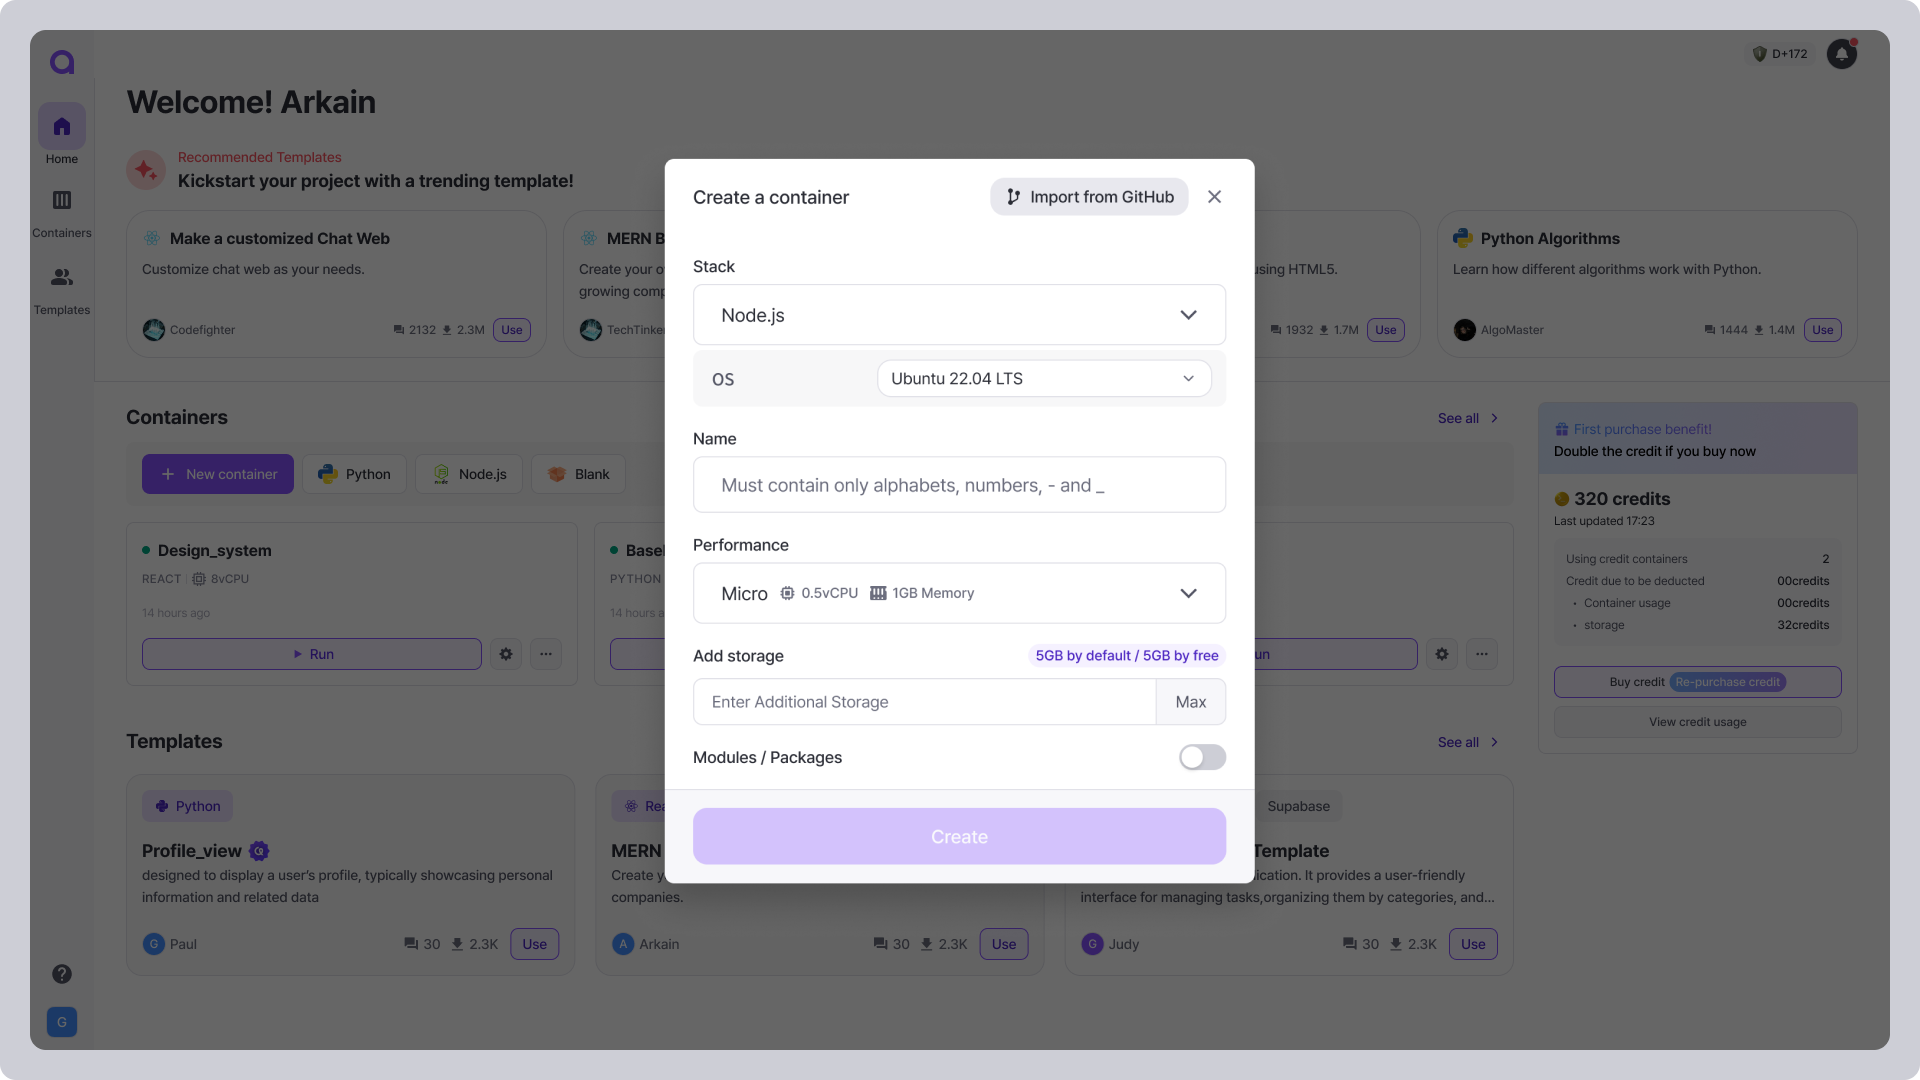 D+172
Welcome! Arkain
Home
Containers
Templates
Recommended Templates
Kickstart your project with a trending template!
Make a customized Chat Web
Customize chat web as your needs.
Codefighter
2132
2.3M
Use
MERN B
Create your o
growing comp
TechTinke
using HTML5.
1932
1.7M
Use
Python Algorithms
Learn how different algorithms work with Python.
AlgoMaster
1444
1.4M
Use
Create a container
Import from GitHub
Stack
Node.js
OS
Ubuntu 22.04 LTS
Name
Must contain only alphabets, numbers, - and _
Performance
Micro
0.5vCPU
1GB Memory
Add storage
5GB by default / 5GB by free
Enter Additional Storage
Max
Modules / Packages
Create
Containers
See all
New container
Python
Node.js
Blank
Design_system
REACT
8vCPU
14 hours ago
Run
Basel
PYTHON
14 hours a
un
First purchase benefit!
Double the credit if you buy now
320 credits
Last updated 17:23
Using credit containers 2
Credit due to be deducted 00credits
• Container usage 00credits
• storage 32credits
Buy credit Re-purchase credit
View credit usage
Templates
See all
Python
Profile_view
designed to display a user’s profile, typically showcasing personal
information and related data
G Paul
30
2.3K
Use
Rea
MERN
Create y
companies.
A Arkain
30
2.3K
Use
Supabase
Template
ication. It provides a user-friendly
interface for managing tasks,organizing them by categories, and...
G Judy
30
2.3K
Use
G